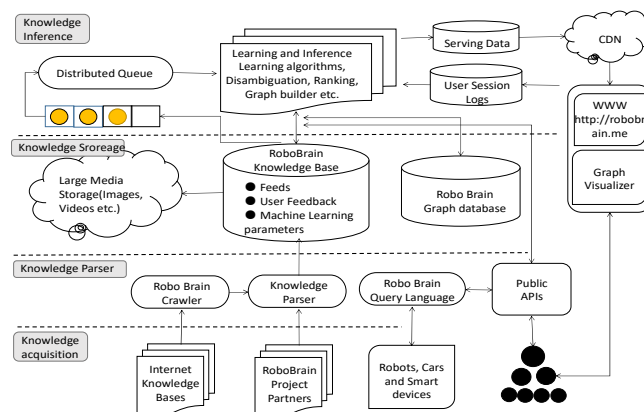 Knowledge
Inference
Learning and Inference
Learning algorithms,
Disambiguation, Ranking,
Graph builder etc.
Serving Data
CDN
Distributed Queue
User Session
Logs
WWW
http://robobr
ain.me
Graph
Visualizer
Knowledge Sroreage
RoboBrain
Knowledge Base
Feeds
User Feedback
Machine Learning
parameters
Large Media
Storage(Images,
Videos etc.)
Robo Brain
Graph database
Knowledge Parser
Robo Brain
Crawler
Knowledge
Parser
Robo Brain
Query Language
Public
APIs
Knowledge
acquisition
Internet
Knowledge
Bases
RoboBrain
Project
Partners
Robots, Cars
and Smart
devices